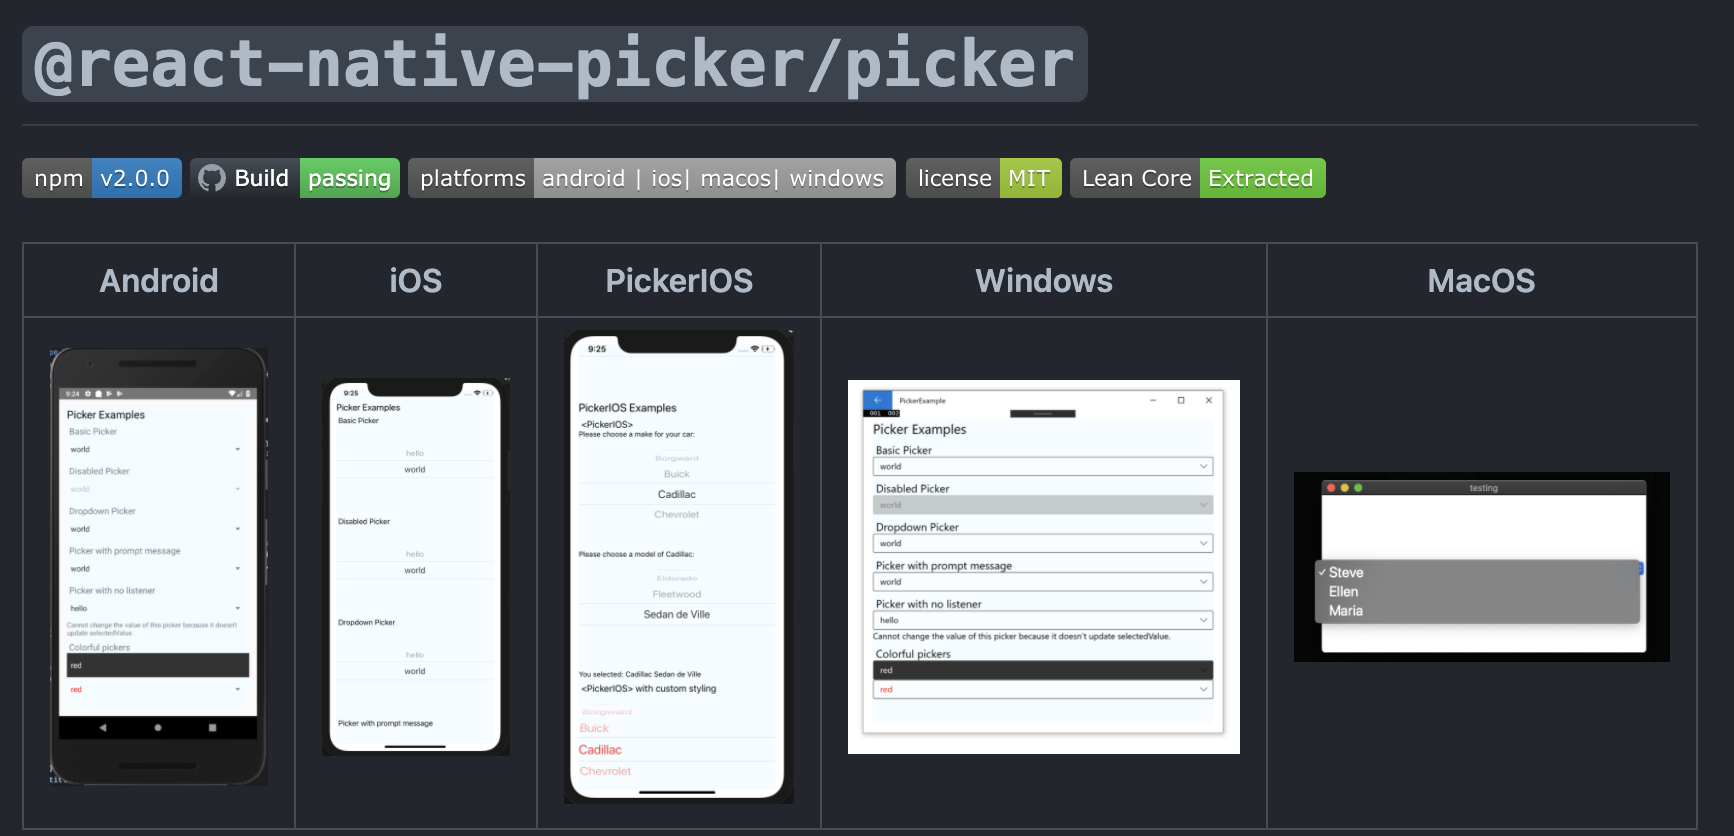 @react-native-picker/picker
npm v2.0.0 Build passing platforms android | ios| macos| windows license MIT Lean Core Extracted
Android iOS PickerIOS Windows MacOS
9:24
Picker Examples
Basic Picker
world
Disabled Picker
world
Dropdown Picker
world
Picker with prompt message
world
Picker with no listener
hello
Cannot change the value of this picker because it doesn't
update selectedValue.
Colorful pickers
red
red
9:25
Picker Examples
Basic Picker
hello
world
Disabled Picker
hello
world
Dropdown Picker
hello
world
Picker with prompt message
9:25
PickerIOS Examples
<PickerIOS>
Please choose a make for your car:
Borgward
Buick
Cadillac
Chevrolet
Please choose a model of Cadillac:
Eldorado
Fleetwood
Sedan de Ville
You selected: Cadillac Sedan de Ville
<PickerIOS> with custom styling
Borgward
Buick
Cadillac
Chevrolet
PickerExample
001 002
Picker Examples
Basic Picker
world
Disabled Picker
world
Dropdown Picker
world
Picker with prompt message
world
Picker with no listener
hello
Cannot change the value of this picker because it doesn't update selectedValue.
Colorful pickers
red
red
testing
✓ Steve
Ellen
Maria